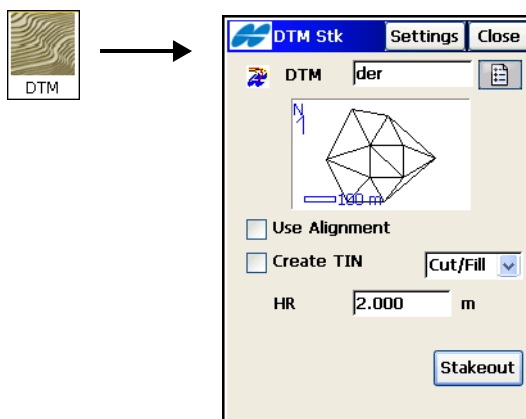 DTM
DTM Stk Settings Close
DTM der
N
100 m
Use Alignment
Create TIN Cut/Fill
HR 2.000 m
Stakeout